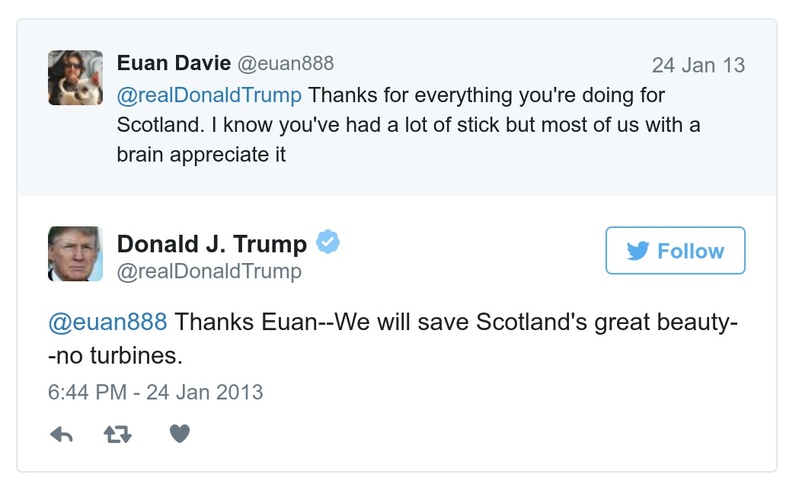 Euan Davie @euan888
24 Jan 13
@realDonaldTrump Thanks for everything you're doing for
Scotland. I know you've had a lot of stick but most of us with a
brain appreciate it
Donald J. Trump
@realDonaldTrump
Follow
@euan888 Thanks Euan--We will save Scotland's great beauty-
-no turbines.
6:44 PM - 24 Jan 2013